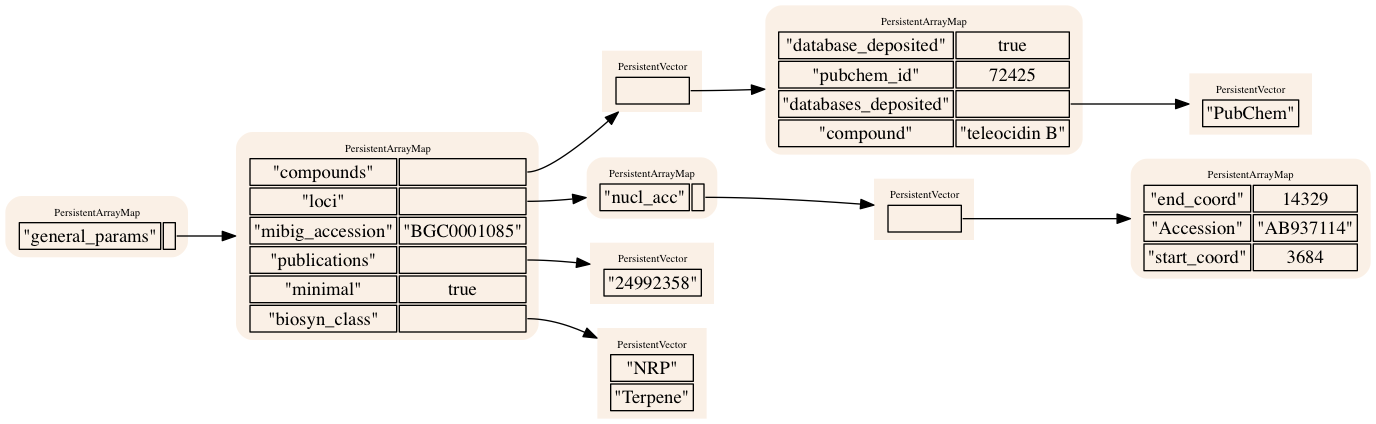 PersistentArrayMap
"general_params"
PersistentArrayMap
"compounds"
"loci"
"mibig_accession" "BGC0001085"
"publications"
"minimal" true
"biosyn_class"
PersistentVector
PersistentArrayMap
"database_deposited" true
"pubchem_id" 72425
"databases_deposited"
"compound" "teleocidin B"
PersistentVector
"PubChem"
PersistentArrayMap
"nucl_acc"
PersistentVector
PersistentArrayMap
"end_coord" 14329
"Accession" "AB937114"
"start_coord" 3684
PersistentVector
"24992358"
PersistentVector
"NRP"
"Terpene"